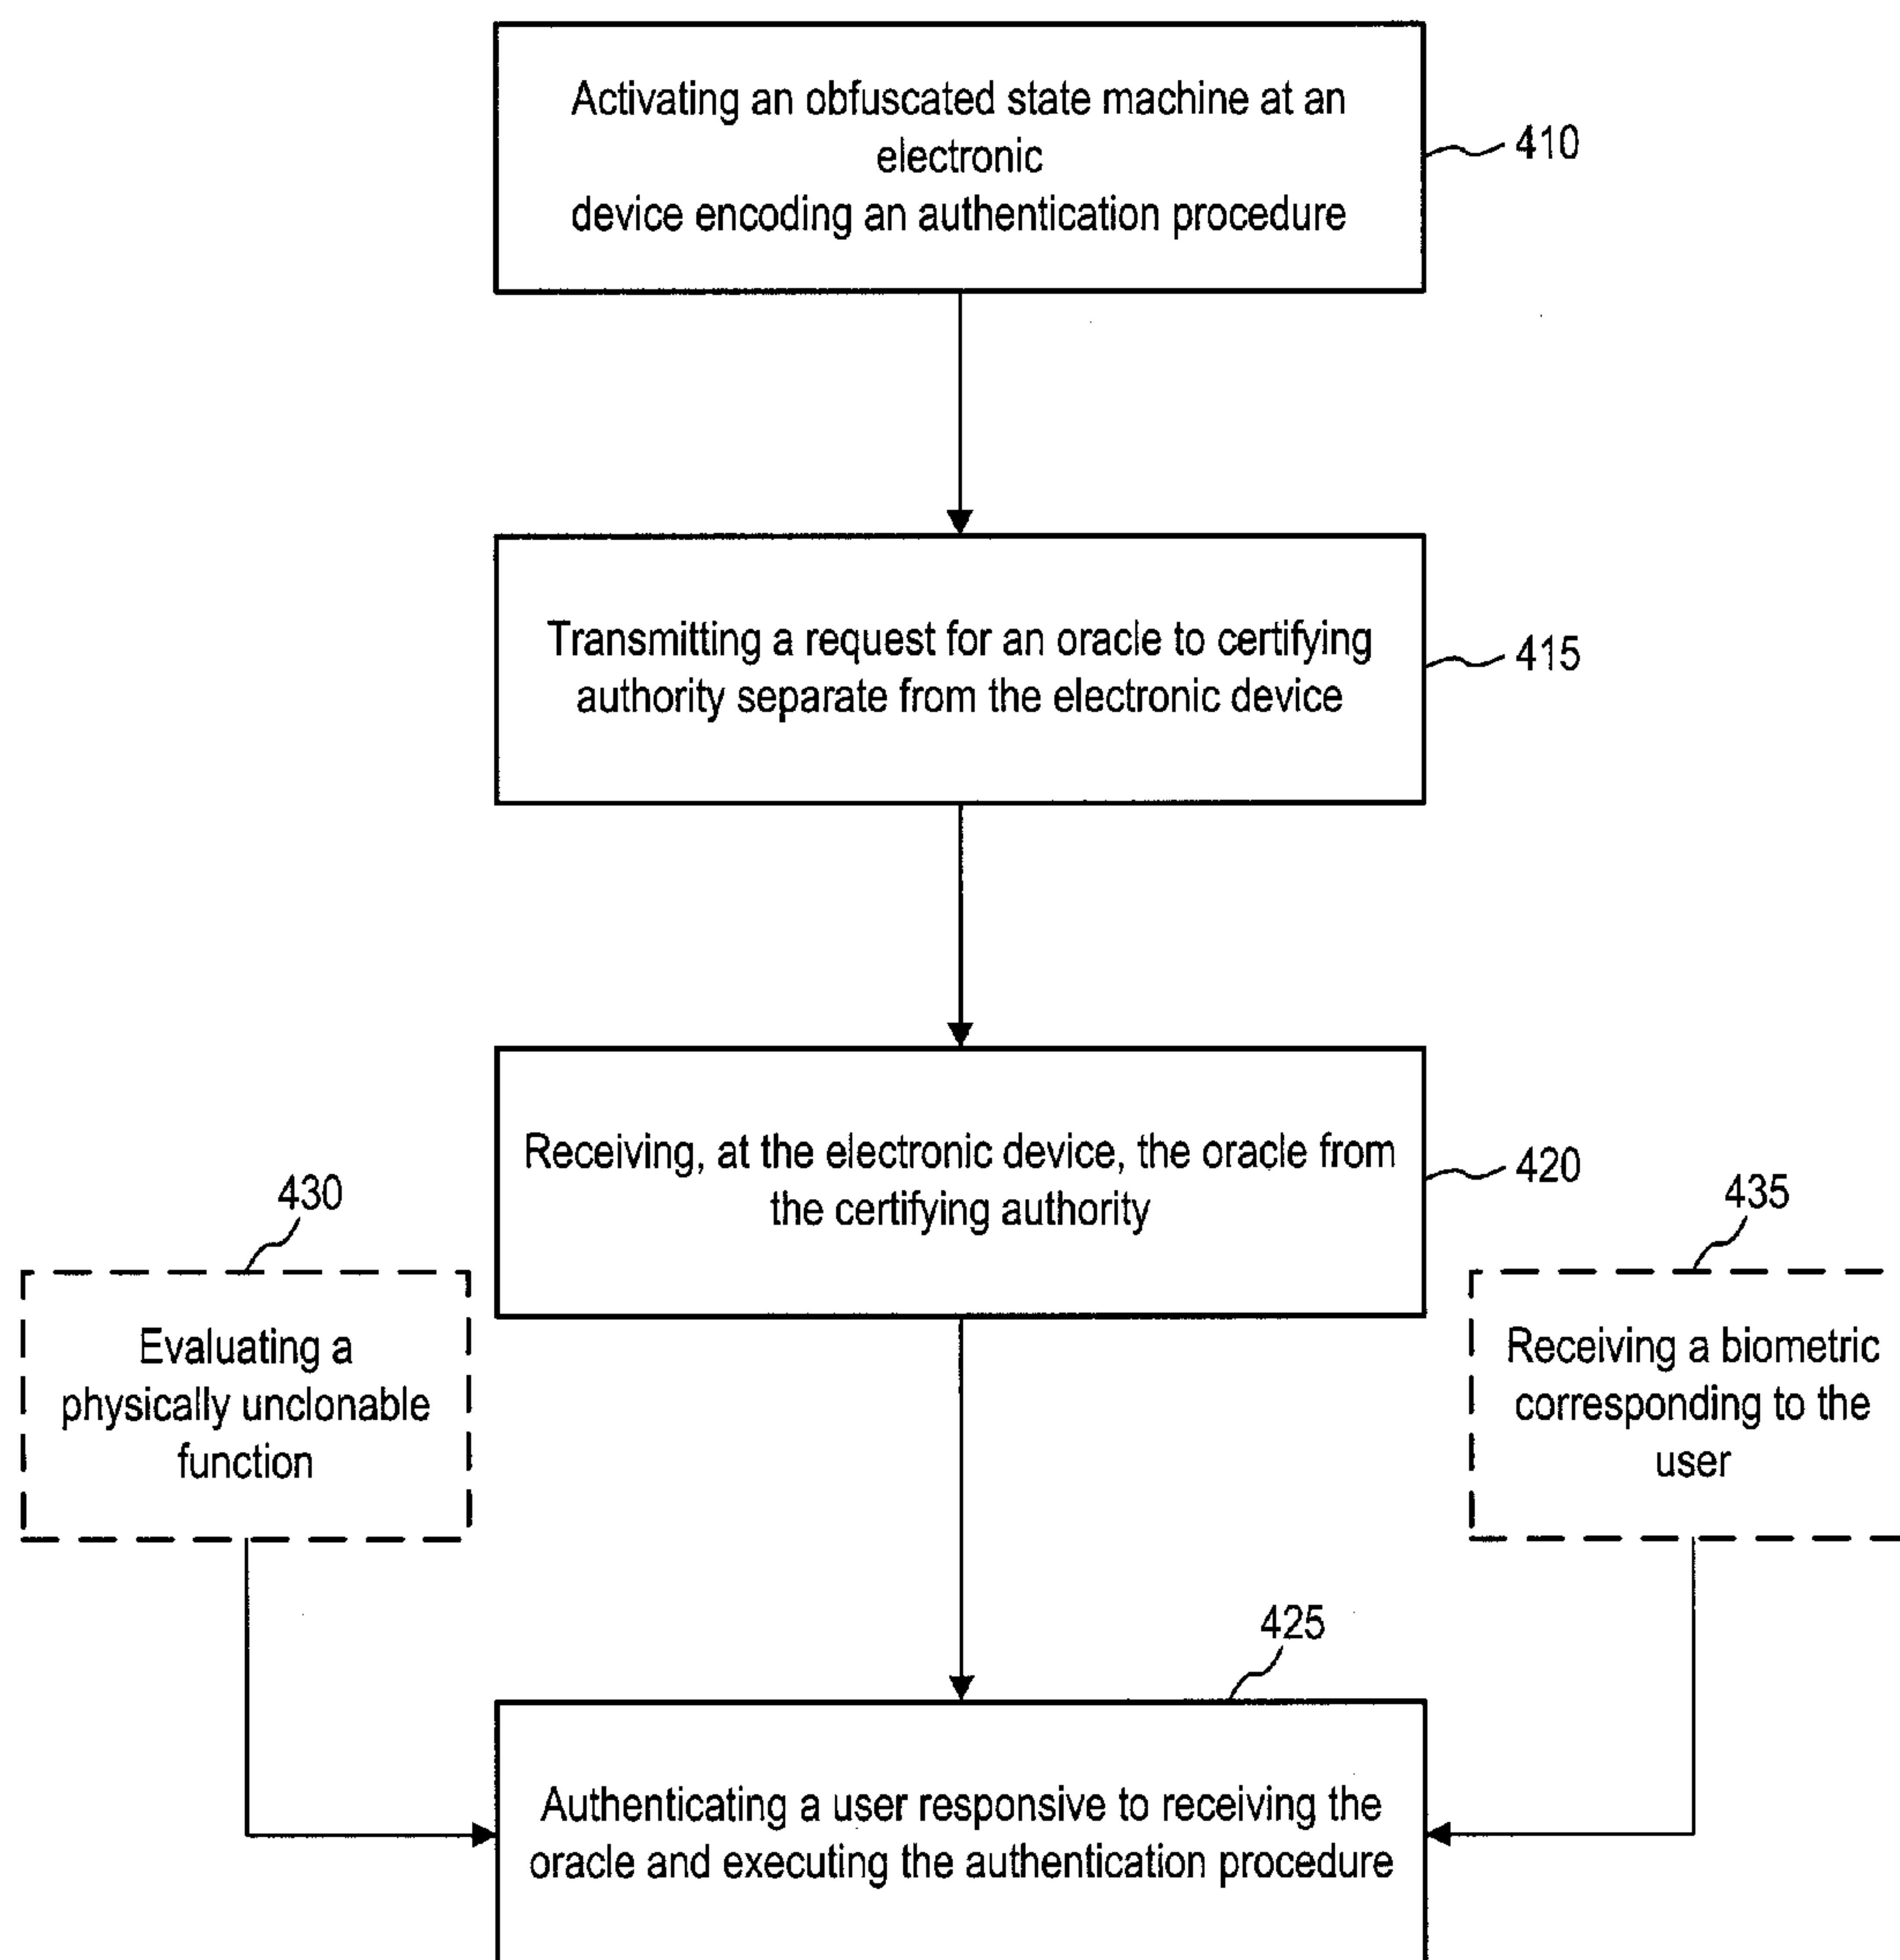 Activating an obfuscated state machine at an
electronic
device encoding an authentication procedure
410
Transmitting a request for an oracle to certifying
authority separate from the electronic device
415
Receiving, at the electronic device, the oracle from
the certifying authority
420
430
Evaluating a
physically unclonable
function
435
Receiving a biometric
corresponding to the
user
425
Authenticating a user responsive to receiving the
oracle and executing the authentication procedure